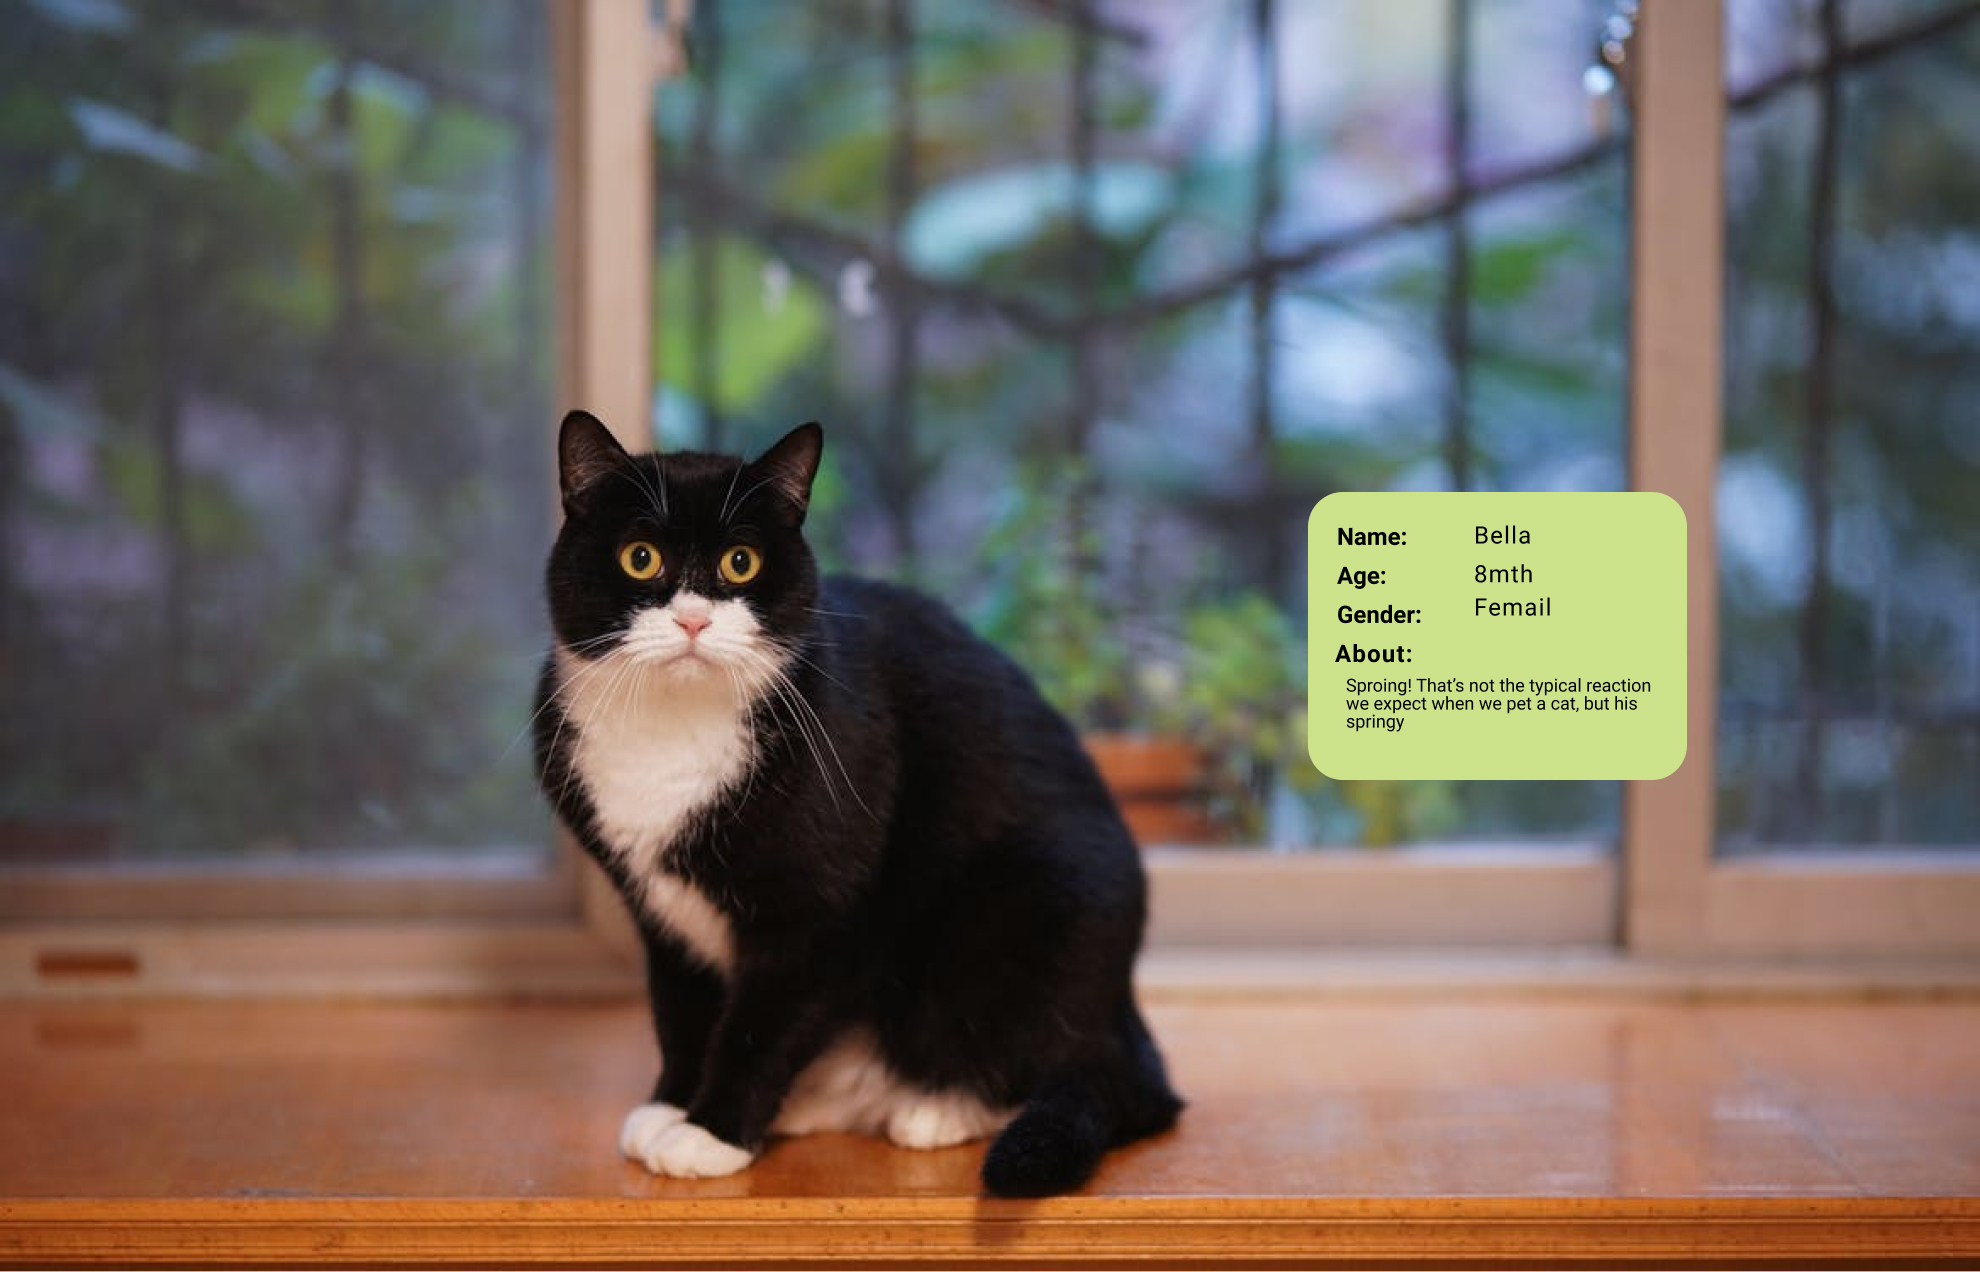 Name: Bella
Age: 8mth
Gender: Femail
About:
Sproing! That’s not the typical reaction
we expect when we pet a cat, but his
springy